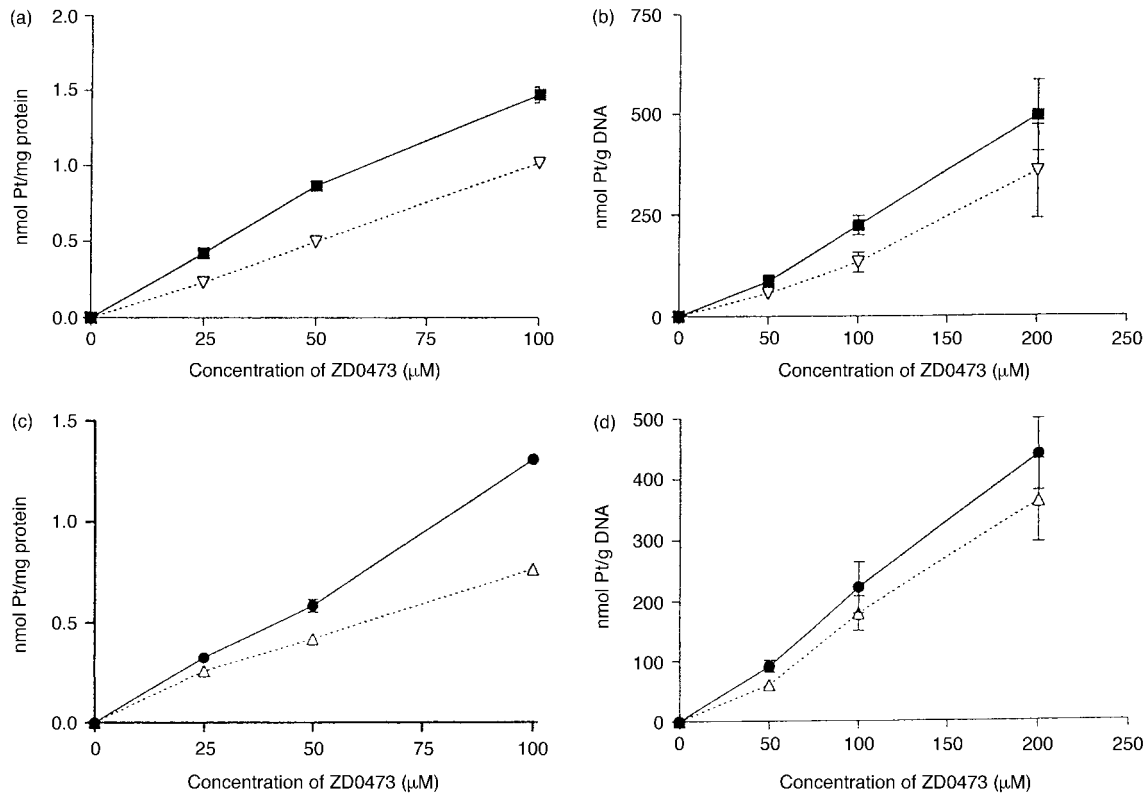 (a)
2.0
1.5
1.0
0.5
0.0
nmol Pt/mg protein
0 25 50 75 100
Concentration of ZD0473 (μM)
(b)
750
500
250
0
nmol Pt/g DNA
0 50 100 150 200 250
Concentration of ZD0473 (μM)
(c)
1.5
1.0
0.5
0.0
nmol Pt/mg protein
0 25 50 75 100
Concentration of ZD0473 (μM)
(d)
500
400
300
200
100
0
nmol Pt/g DNA
0 50 100 150 200 250
Concentration of ZD0473 (μM)